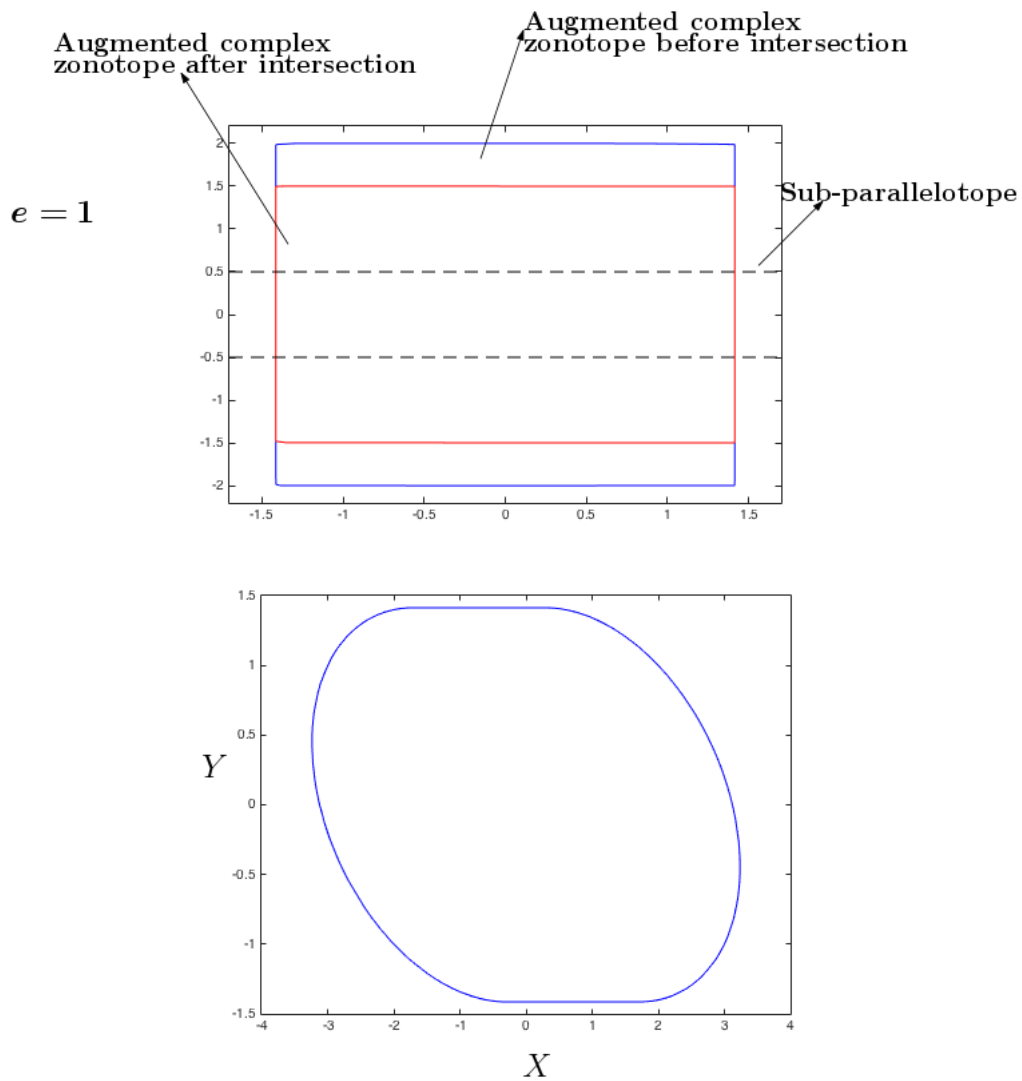 Augmented complex
zonotope before intersection
Augmented complex
zonotope after intersection
Sub-parallelotope
e = 1
2
1.5
1
0.5
0
-0.5
-1
-1.5
-2
-1.5 -1 -0.5 0 0.5 1 1.5
1.5
1
0.5
Y
0
-0.5
-1
-1.5
-4 -3 -2 -1 0 1 2 3 4
X